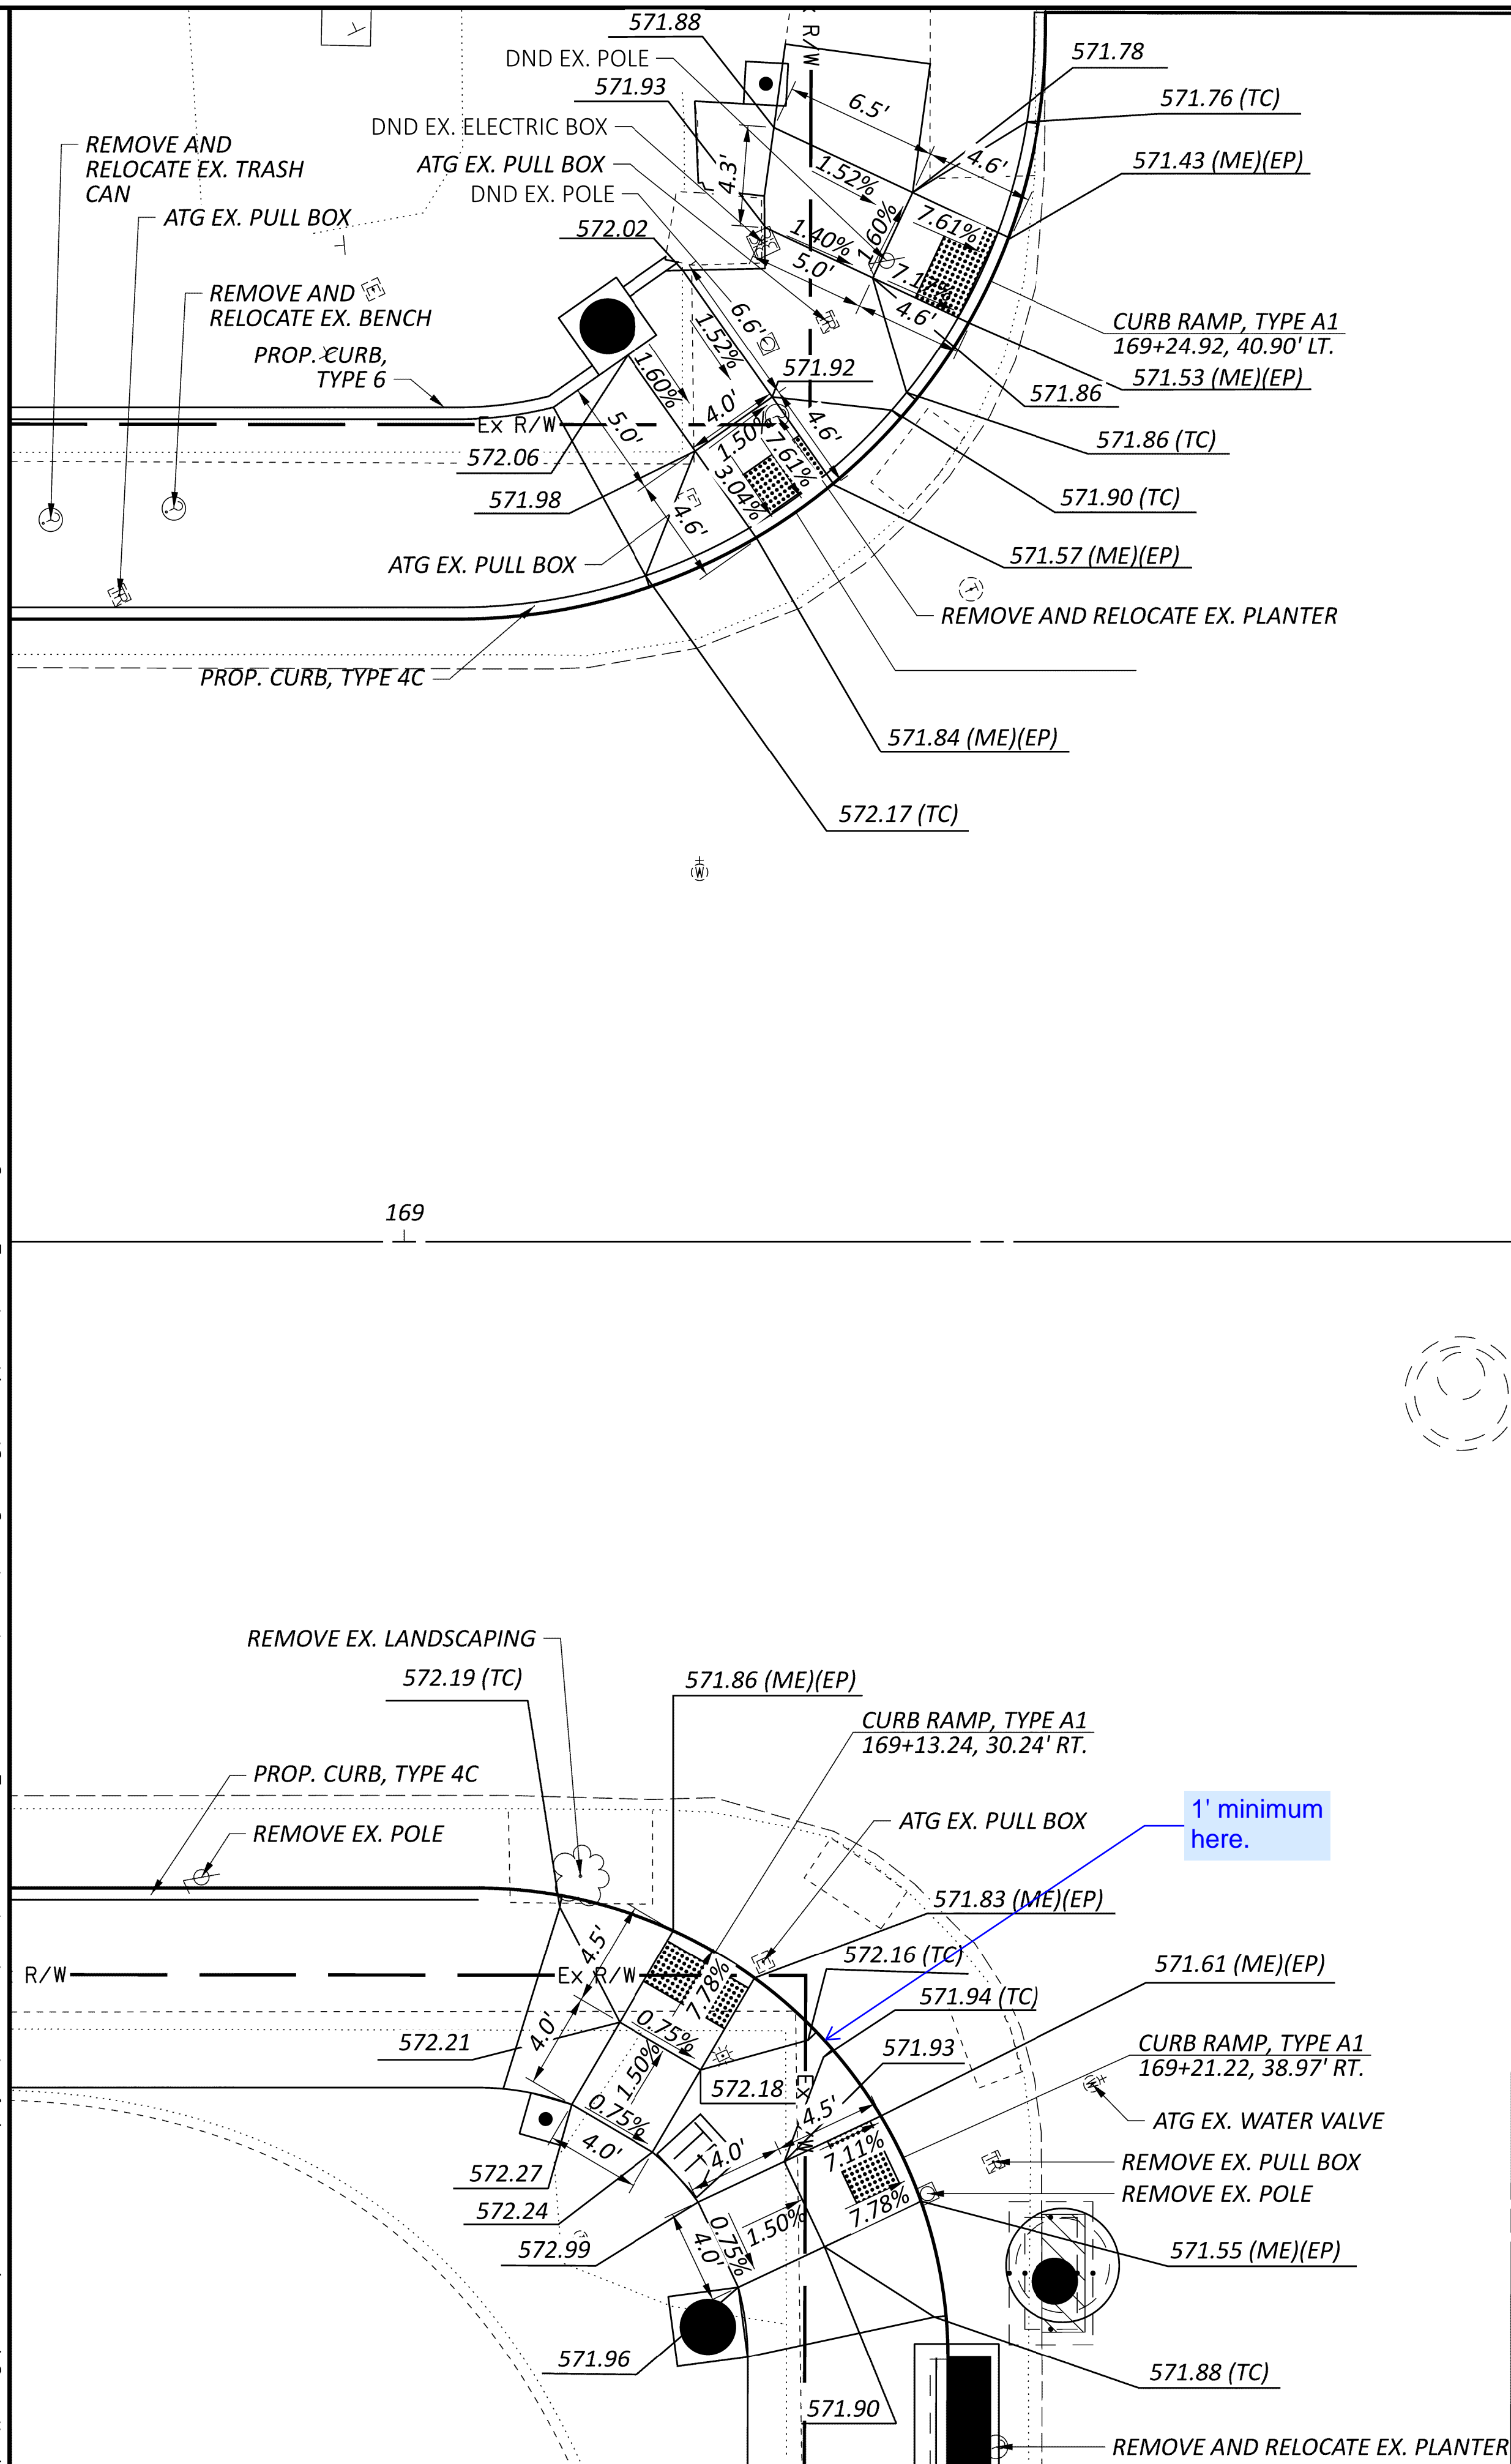 571.88
Ex R/W
DND EX. POLE
571.78
571.93
6.5'
571.76 (TC)
DND EX. ELECTRIC BOX
REMOVE AND
RELOCATE EX. TRASH
CAN
ATG EX. PULL BOX
4.3'
1.52%
4.6'
571.43 (ME)(EP)
DND EX. POLE
ATG EX. PULL BOX
572.02
1.40%
7.61%
5.0'
REMOVE AND
RELOCATE EX. BENCH
6.6'
1.52%
4.6'
CURB RAMP, TYPE A1
169+24.92, 40.90' LT.
PROP. CURB,
TYPE 6
1.60%
571.92
571.53 (ME)(EP)
571.86
4.0'
4.6'
5.0'
Ex R/W
1.50%
7.61%
571.86 (TC)
572.06
3.04%
571.98
4.6'
571.90 (TC)
ATG EX. PULL BOX
571.57 (ME)(EP)
REMOVE AND RELOCATE EX. PLANTER
PROP. CURB, TYPE 4C
571.84 (ME)(EP)
572.17 (TC)
(W)
169
REMOVE EX. LANDSCAPING
572.19 (TC)
571.86 (ME)(EP)
CURB RAMP, TYPE A1
169+13.24, 30.24' RT.
PROP. CURB, TYPE 4C
1' minimum
here.
ATG EX. PULL BOX
REMOVE EX. POLE
571.83 (ME)(EP)
4.5'
572.16 (TC)
R/W
Ex R/W
7.78%
571.61 (ME)(EP)
571.94 (TC)
0.75%
572.21
4.0'
571.93
CURB RAMP, TYPE A1
169+21.22, 38.97' RT.
1.50%
572.18
Ex
0.75%
4.5'
ATG EX. WATER VALVE
4.0'
4.0'
7.11%
REMOVE EX. PULL BOX
572.27
REMOVE EX. POLE
572.24
7.78%
1.50%
0.75%
4.0'
572.99
571.55 (ME)(EP)
571.96
571.88 (TC)
571.90
REMOVE AND RELOCATE EX. PLANTER